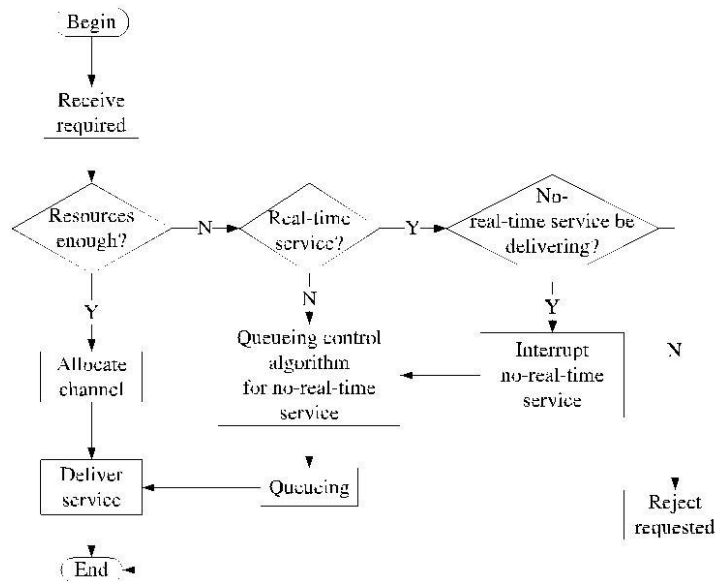 Begin
Receive
required
Resources
enough?
N
Real-time
service?
Y
No-
real-time service be
delivering?
Y
N
Y
Allocate
channel
Queueing control
algorithm
for no-real-time
service
Interrupt
no-real-time
service
N
Deliver
service
Queueing
Reject
requested
End